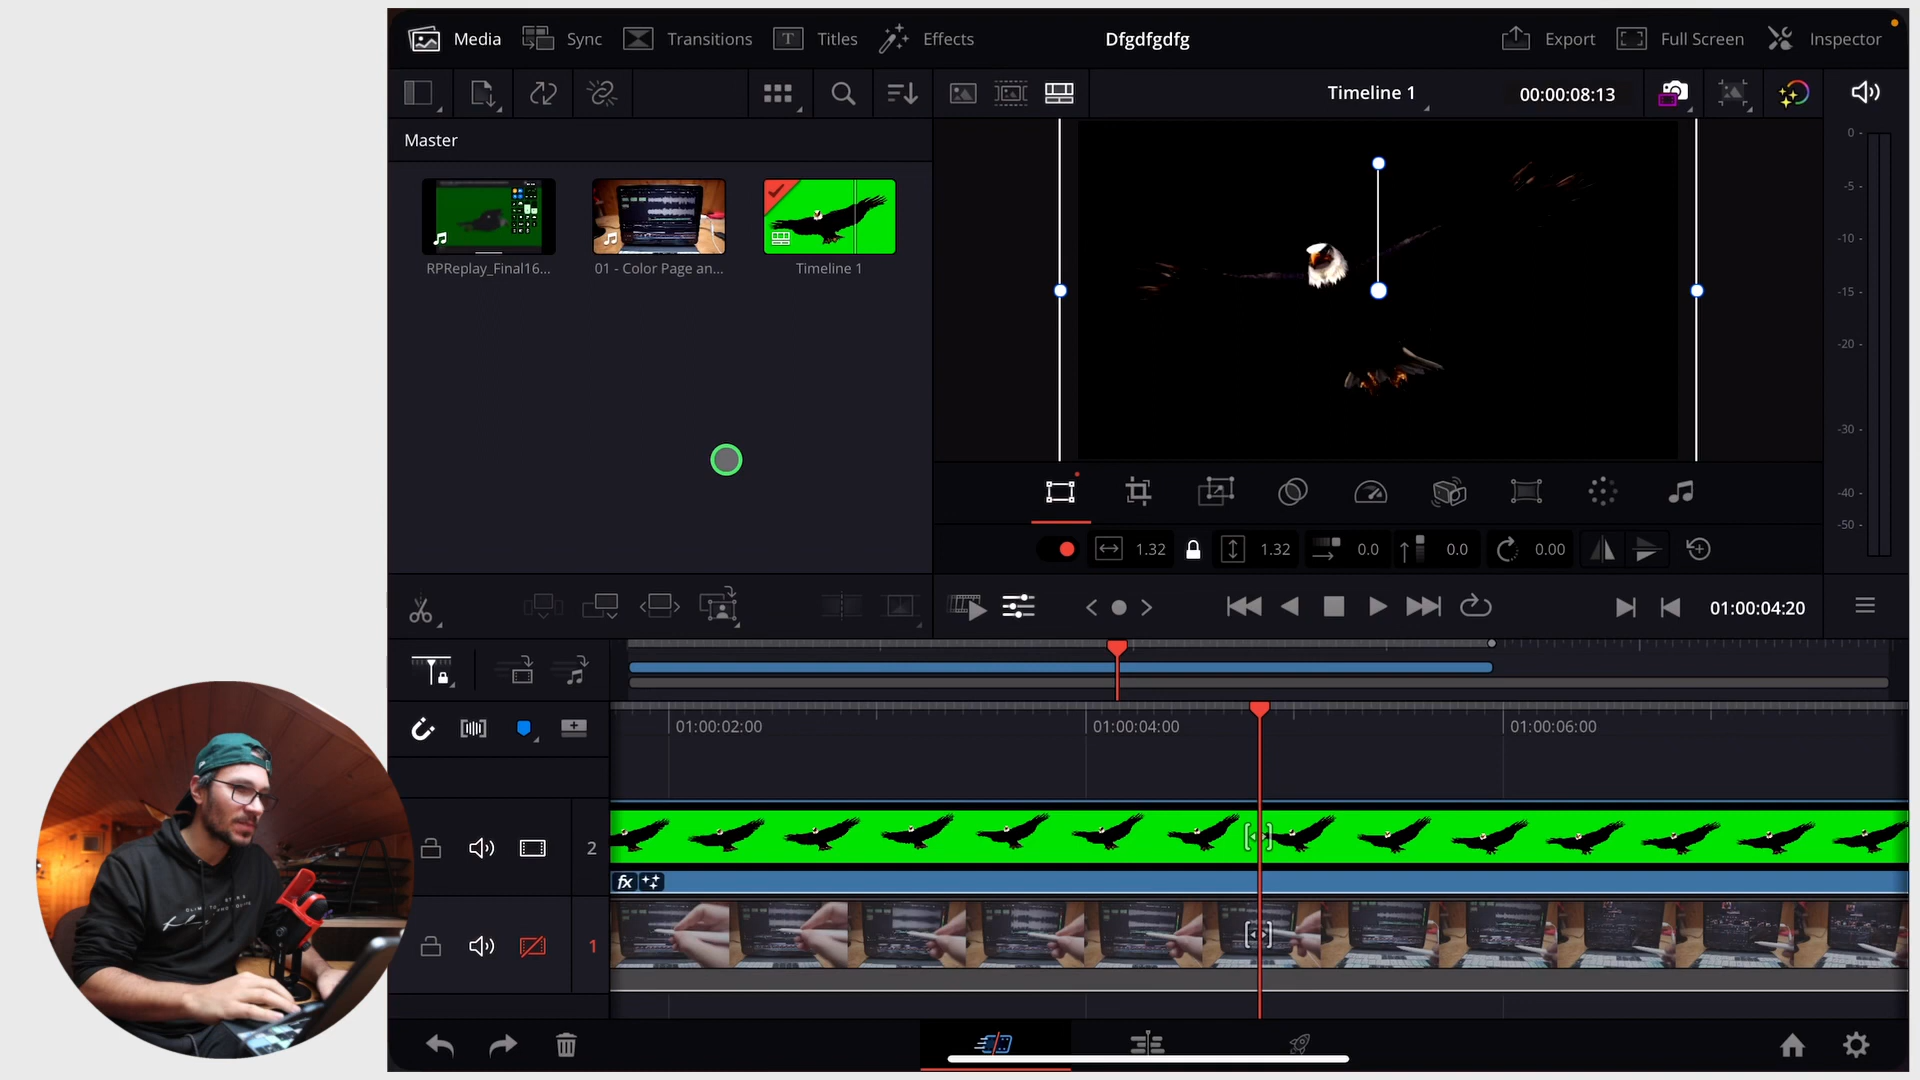 Media Sync Transitions Titles Effects Dfgdfgdfg Export Full Screen Inspector
Timeline 1 00:00:08:13
Master
RPReplay_Final16... 01 - Color Page an... Timeline 1
0
-5
-10
-15
-20
-30
-40
-50
1.32 1.32 0.0 0.0 0.00
01:00:04:20
01:00:02:00 01:00:04:00 01:00:06:00
2
fx
1